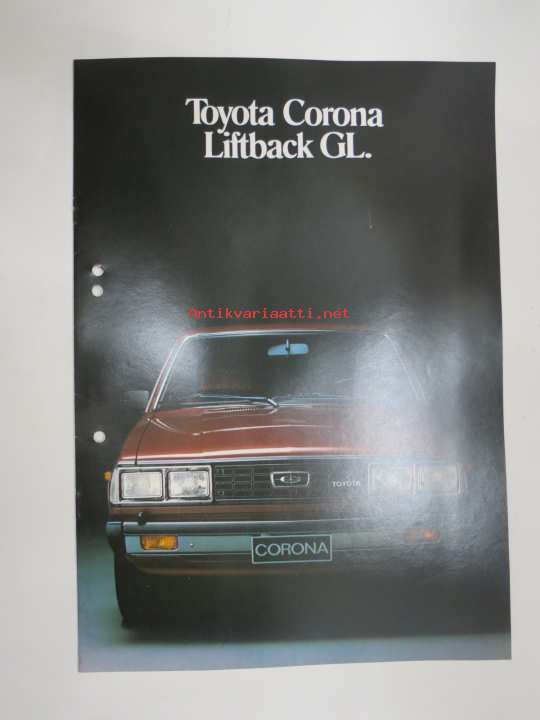 Toyota Corona
Liftback GL.
Antikvariaatti.net
TOYOTA
CORONA